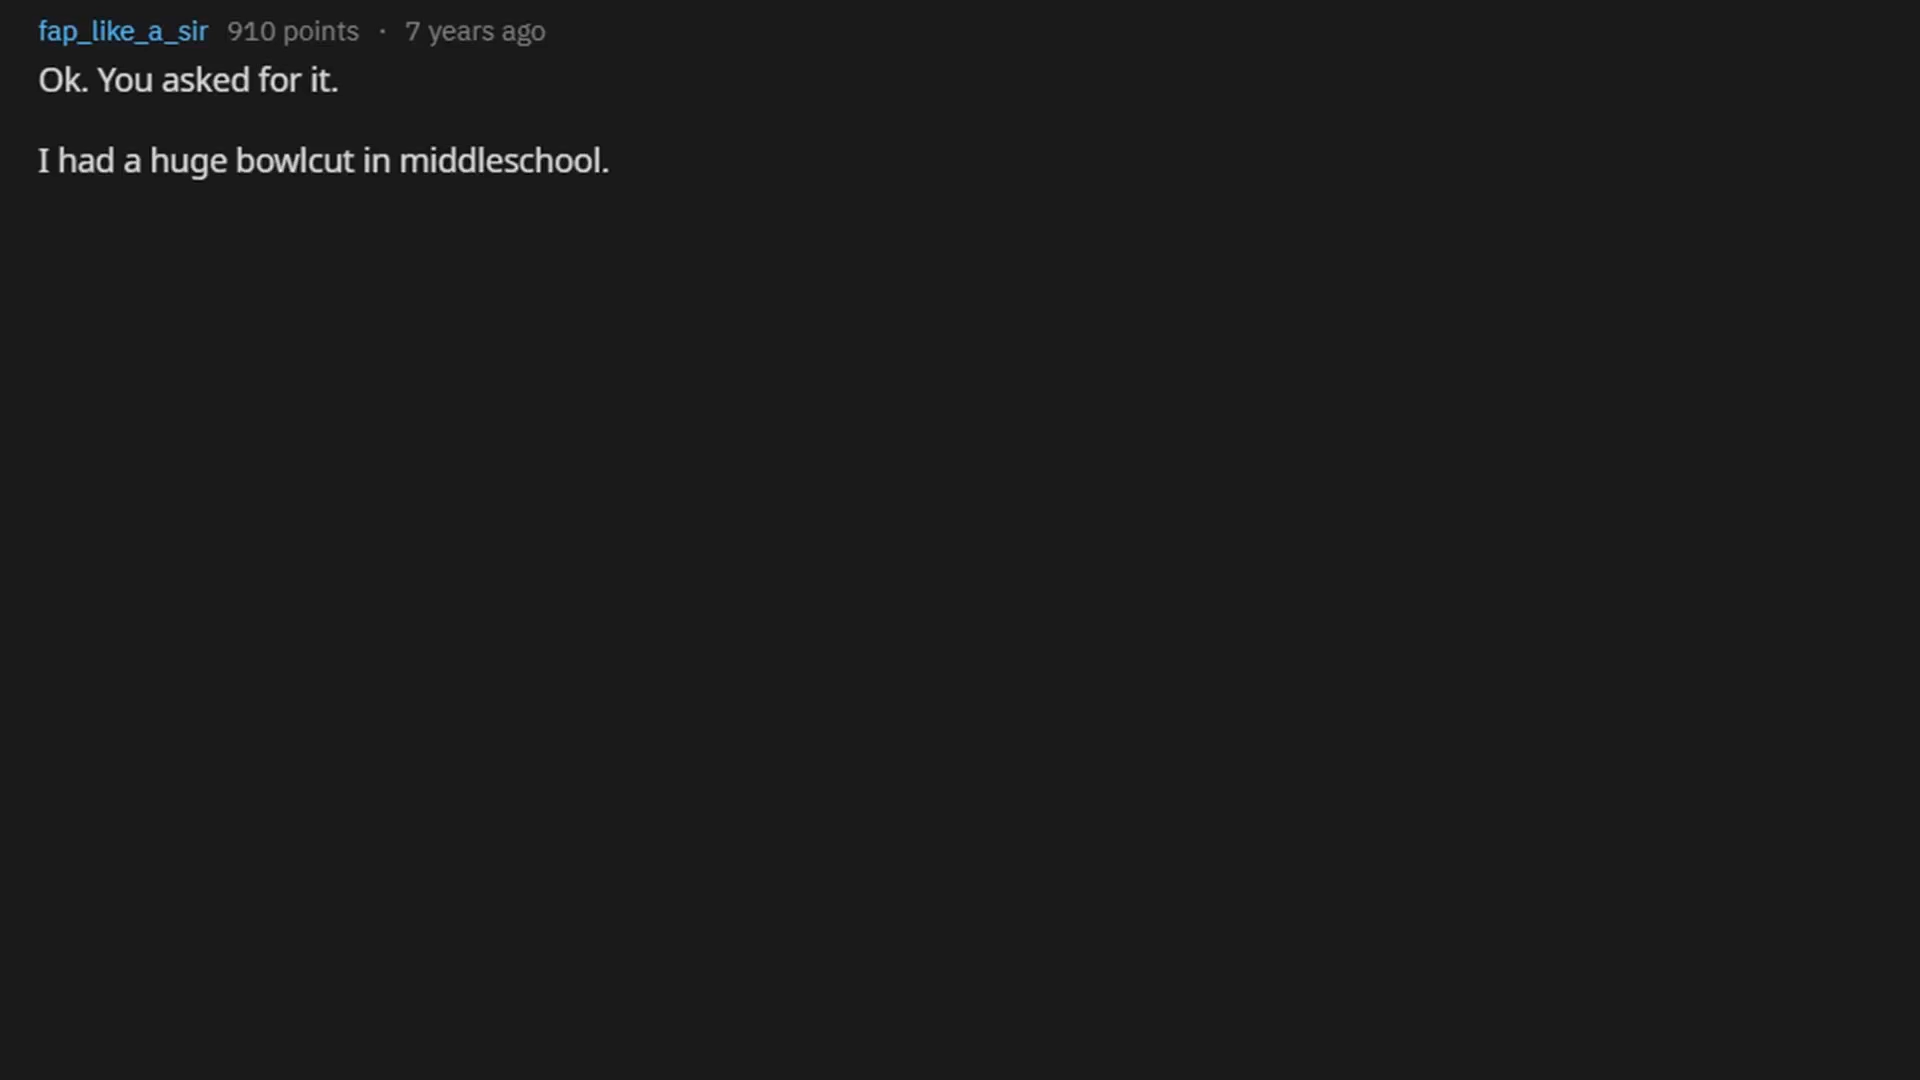 fap_like_a_sir 910 points · 7 years ago
Ok. You asked for it.
I had a huge bowlcut in middleschool.